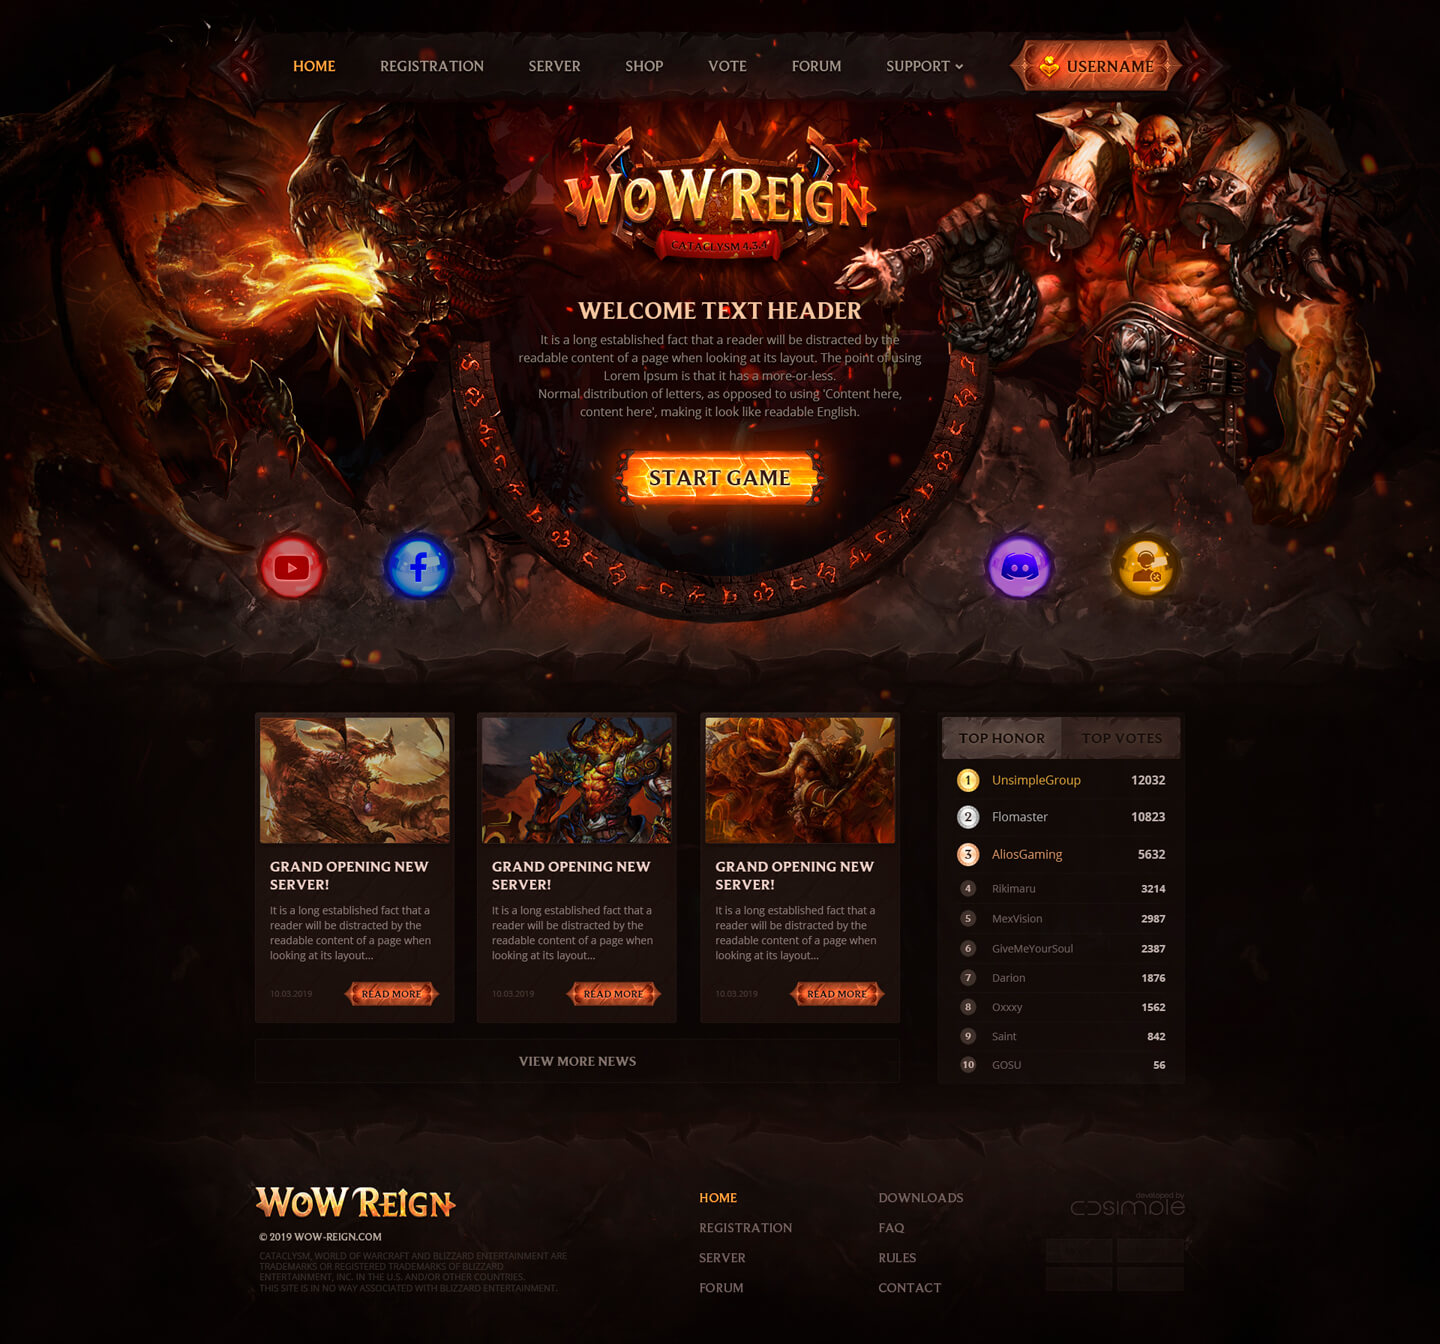 HOME
REGISTRATION
SERVER
SHOP
VOTE
FORUM
SUPPORT
USERNAME
WOW REIGN
CATACLYSM 4.3.4
WELCOME TEXT HEADER
It is a long established fact that a reader will be distracted by the
readable content of a page when looking at its layout. The point of using
Lorem Ipsum is that it has a more-or-less.
Normal distribution of letters, as opposed to using 'Content here,
content here', making it look like readable English.
START GAME
GRAND OPENING NEW
SERVER!
It is a long established fact that a
reader will be distracted by the
readable content of a page when
looking at its layout...
10.03.2019
READ MORE
GRAND OPENING NEW
SERVER!
It is a long established fact that a
reader will be distracted by the
readable content of a page when
looking at its layout...
10.03.2019
READ MORE
GRAND OPENING NEW
SERVER!
It is a long established fact that a
reader will be distracted by the
readable content of a page when
looking at its layout...
10.03.2019
READ MORE
VIEW MORE NEWS
TOP HONOR
TOP VOTES
1 UnsimpleGroup 12032
2 Flomaster 10823
3 AliosGaming 5632
4 Rikimaru 3214
5 MexVision 2987
6 GiveMeYourSoul 2387
7 Darion 1876
8 Oxxxy 1562
9 Saint 842
10 GOSU 56
WOW REIGN
© 2019 WOW-REIGN.COM
CATACLYSM, WORLD OF WARCRAFT AND BLIZZARD ENTERTAINMENT ARE
TRADEMARKS OR REGISTERED TRADEMARKS OF BLIZZARD
ENTERTAINMENT, INC. IN THE U.S. AND/OR OTHER COUNTRIES.
THIS SITE IS IN NO WAY ASSOCIATED WITH BLIZZARD ENTERTAINMENT.
HOME
REGISTRATION
SERVER
FORUM
DOWNLOADS
FAQ
RULES
CONTACT
developed by